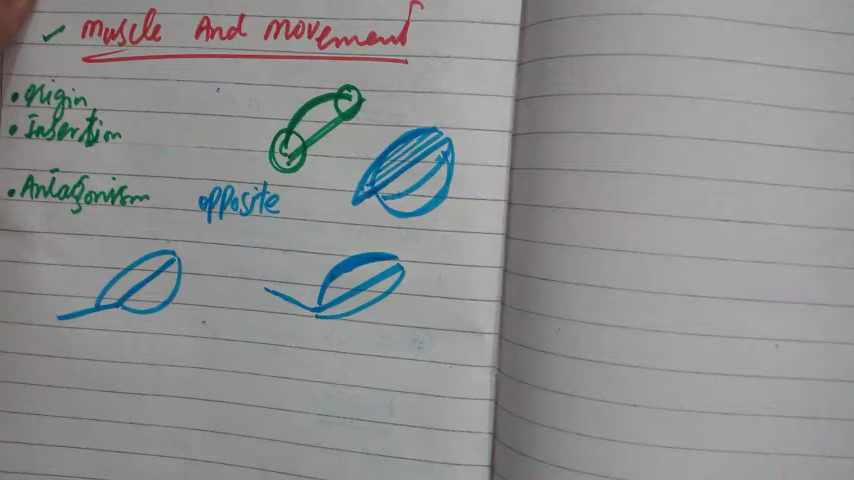 ✓ Muscle And Movement
• Origin
• Insertion
• Antagonism opposite